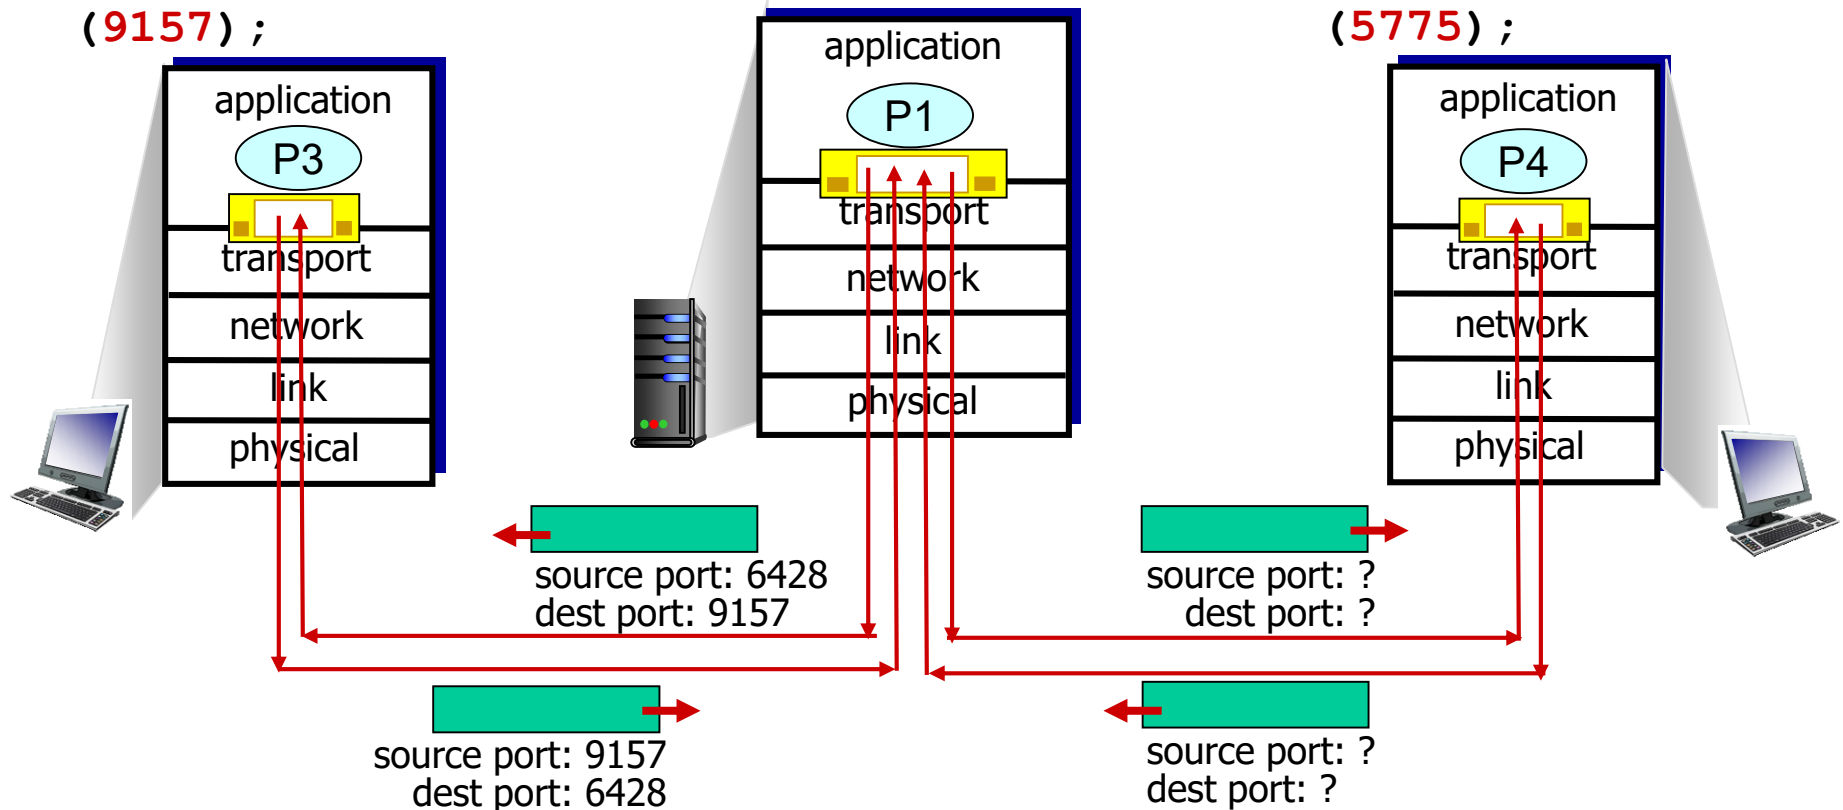 (9157);
(5775);
application
P3
transport
network
link
physical
application
P1
transport
network
link
physical
application
P4
transport
network
link
physical
source port: 6428
dest port: 9157
source port: ?
dest port: ?
source port: 9157
dest port: 6428
source port: ?
dest port: ?